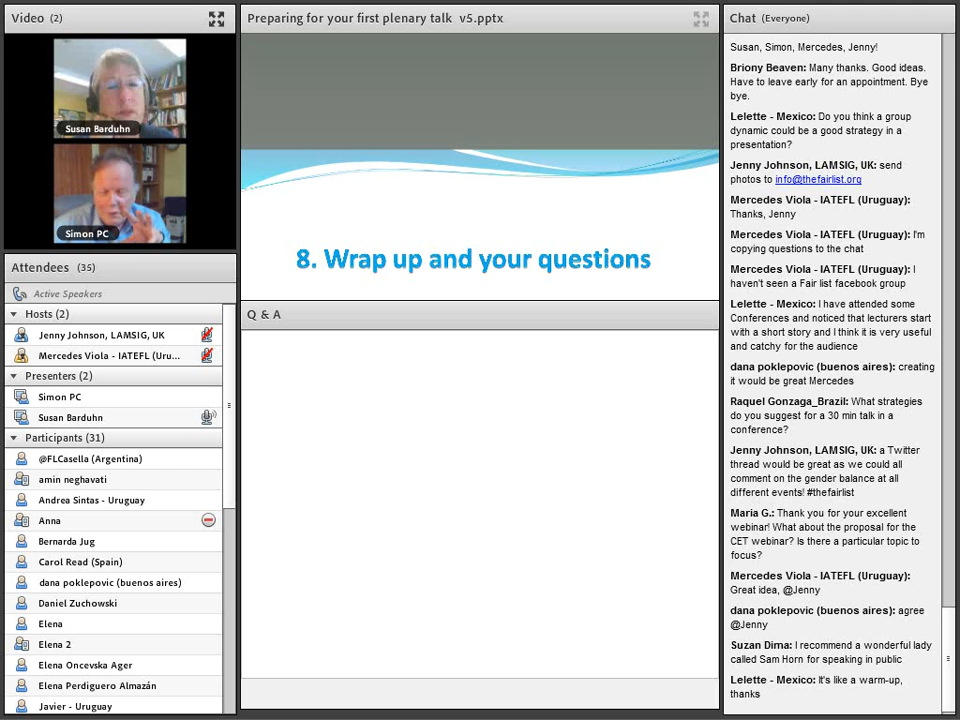 Video (2)
Susan Barduhn
Simon PC
Attendees (35)
Active Speakers
Hosts (2)
Jenny Johnson, LAMSIG, UK
Mercedes Viola - IATEFL (Uru...
Presenters (2)
Simon PC
Susan Barduhn
Participants (31)
@FLCasella (Argentina)
amin neghavati
Andrea Sintas - Uruguay
Anna
Bernarda Jug
Carol Read (Spain)
dana poklepovic (buenos aires)
Daniel Zuchowski
Elena
Elena 2
Elena Oncevska Ager
Elena Perdiguero Almazán
Javier - Uruguay
Preparing for your first plenary talk v5.pptx
8. Wrap up and your questions
Q & A
Chat (Everyone)
Susan, Simon, Mercedes, Jenny!
Briony Beaven: Many thanks. Good ideas.
Have to leave early for an appointment. Bye
bye.
Lelette - Mexico: Do you think a group
dynamic could be a good strategy in a
presentation?
Jenny Johnson, LAMSIG, UK: send
photos to info@thefairlist.org
Mercedes Viola - IATEFL (Uruguay):
Thanks, Jenny
Mercedes Viola - IATEFL (Uruguay): I'm
copying questions to the chat
Mercedes Viola - IATEFL (Uruguay): I
haven't seen a Fair list facebook group
Lelette - Mexico: I have attended some
Conferences and noticed that lecturers start
with a short story and I think it is very useful
and catchy for the audience
dana poklepovic (buenos aires): creating
it would be great Mercedes
Raquel Gonzaga_Brazil: What strategies
do you suggest for a 30 min talk in a
conference?
Jenny Johnson, LAMSIG, UK: a Twitter
thread would be great as we could all
comment on the gender balance at all
different events! #thefairlist
Maria G.: Thank you for your excellent
webinar! What about the proposal for the
CET webinar? Is there a particular topic to
focus?
Mercedes Viola - IATEFL (Uruguay):
Great idea, @Jenny
dana poklepovic (buenos aires): agree
@Jenny
Suzan Dima: I recommend a wonderful lady
called Sam Horn for speaking in public
Lelette - Mexico: It's like a warm-up,
thanks